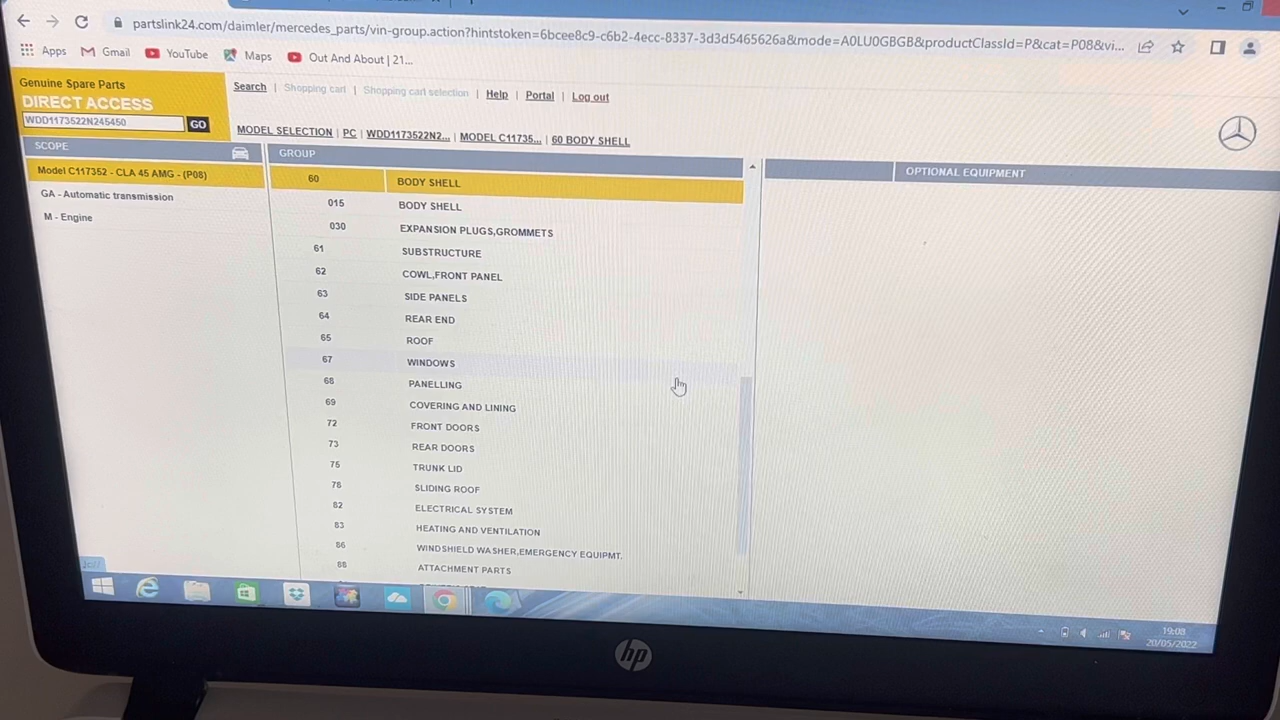 partslink24.com/daimler/mercedes_parts/vin-group.action?hintstoken=6bcee8c9-c6b2-4ecc-8337-3d3d5465626a&mode=A0LU0GBGB&productClassId=P&cat=P08&vi...
Apps Gmail YouTube Maps Out And About | 21...
Genuine Spare Parts
DIRECT ACCESS
WDD1173522N245450 GO
Search | Shopping cart | Shopping cart selection | Help | Portal | Log out
MODEL SELECTION | PC | WDD1173522N2... | MODEL C11735... | 60 BODY SHELL
SCOPE
Model C117352 - CLA 45 AMG - (P08)
GA - Automatic transmission
M - Engine
GROUP
60 BODY SHELL
015 BODY SHELL
030 EXPANSION PLUGS,GROMMETS
61 SUBSTRUCTURE
62 COWL,FRONT PANEL
63 SIDE PANELS
64 REAR END
65 ROOF
67 WINDOWS
68 PANELLING
69 COVERING AND LINING
72 FRONT DOORS
73 REAR DOORS
75 TRUNK LID
78 SLIDING ROOF
82 ELECTRICAL SYSTEM
83 HEATING AND VENTILATION
86 WINDSHIELD WASHER,EMERGENCY EQUIPMT.
88 ATTACHMENT PARTS
OPTIONAL EQUIPMENT
19:08
20/05/2022
hp